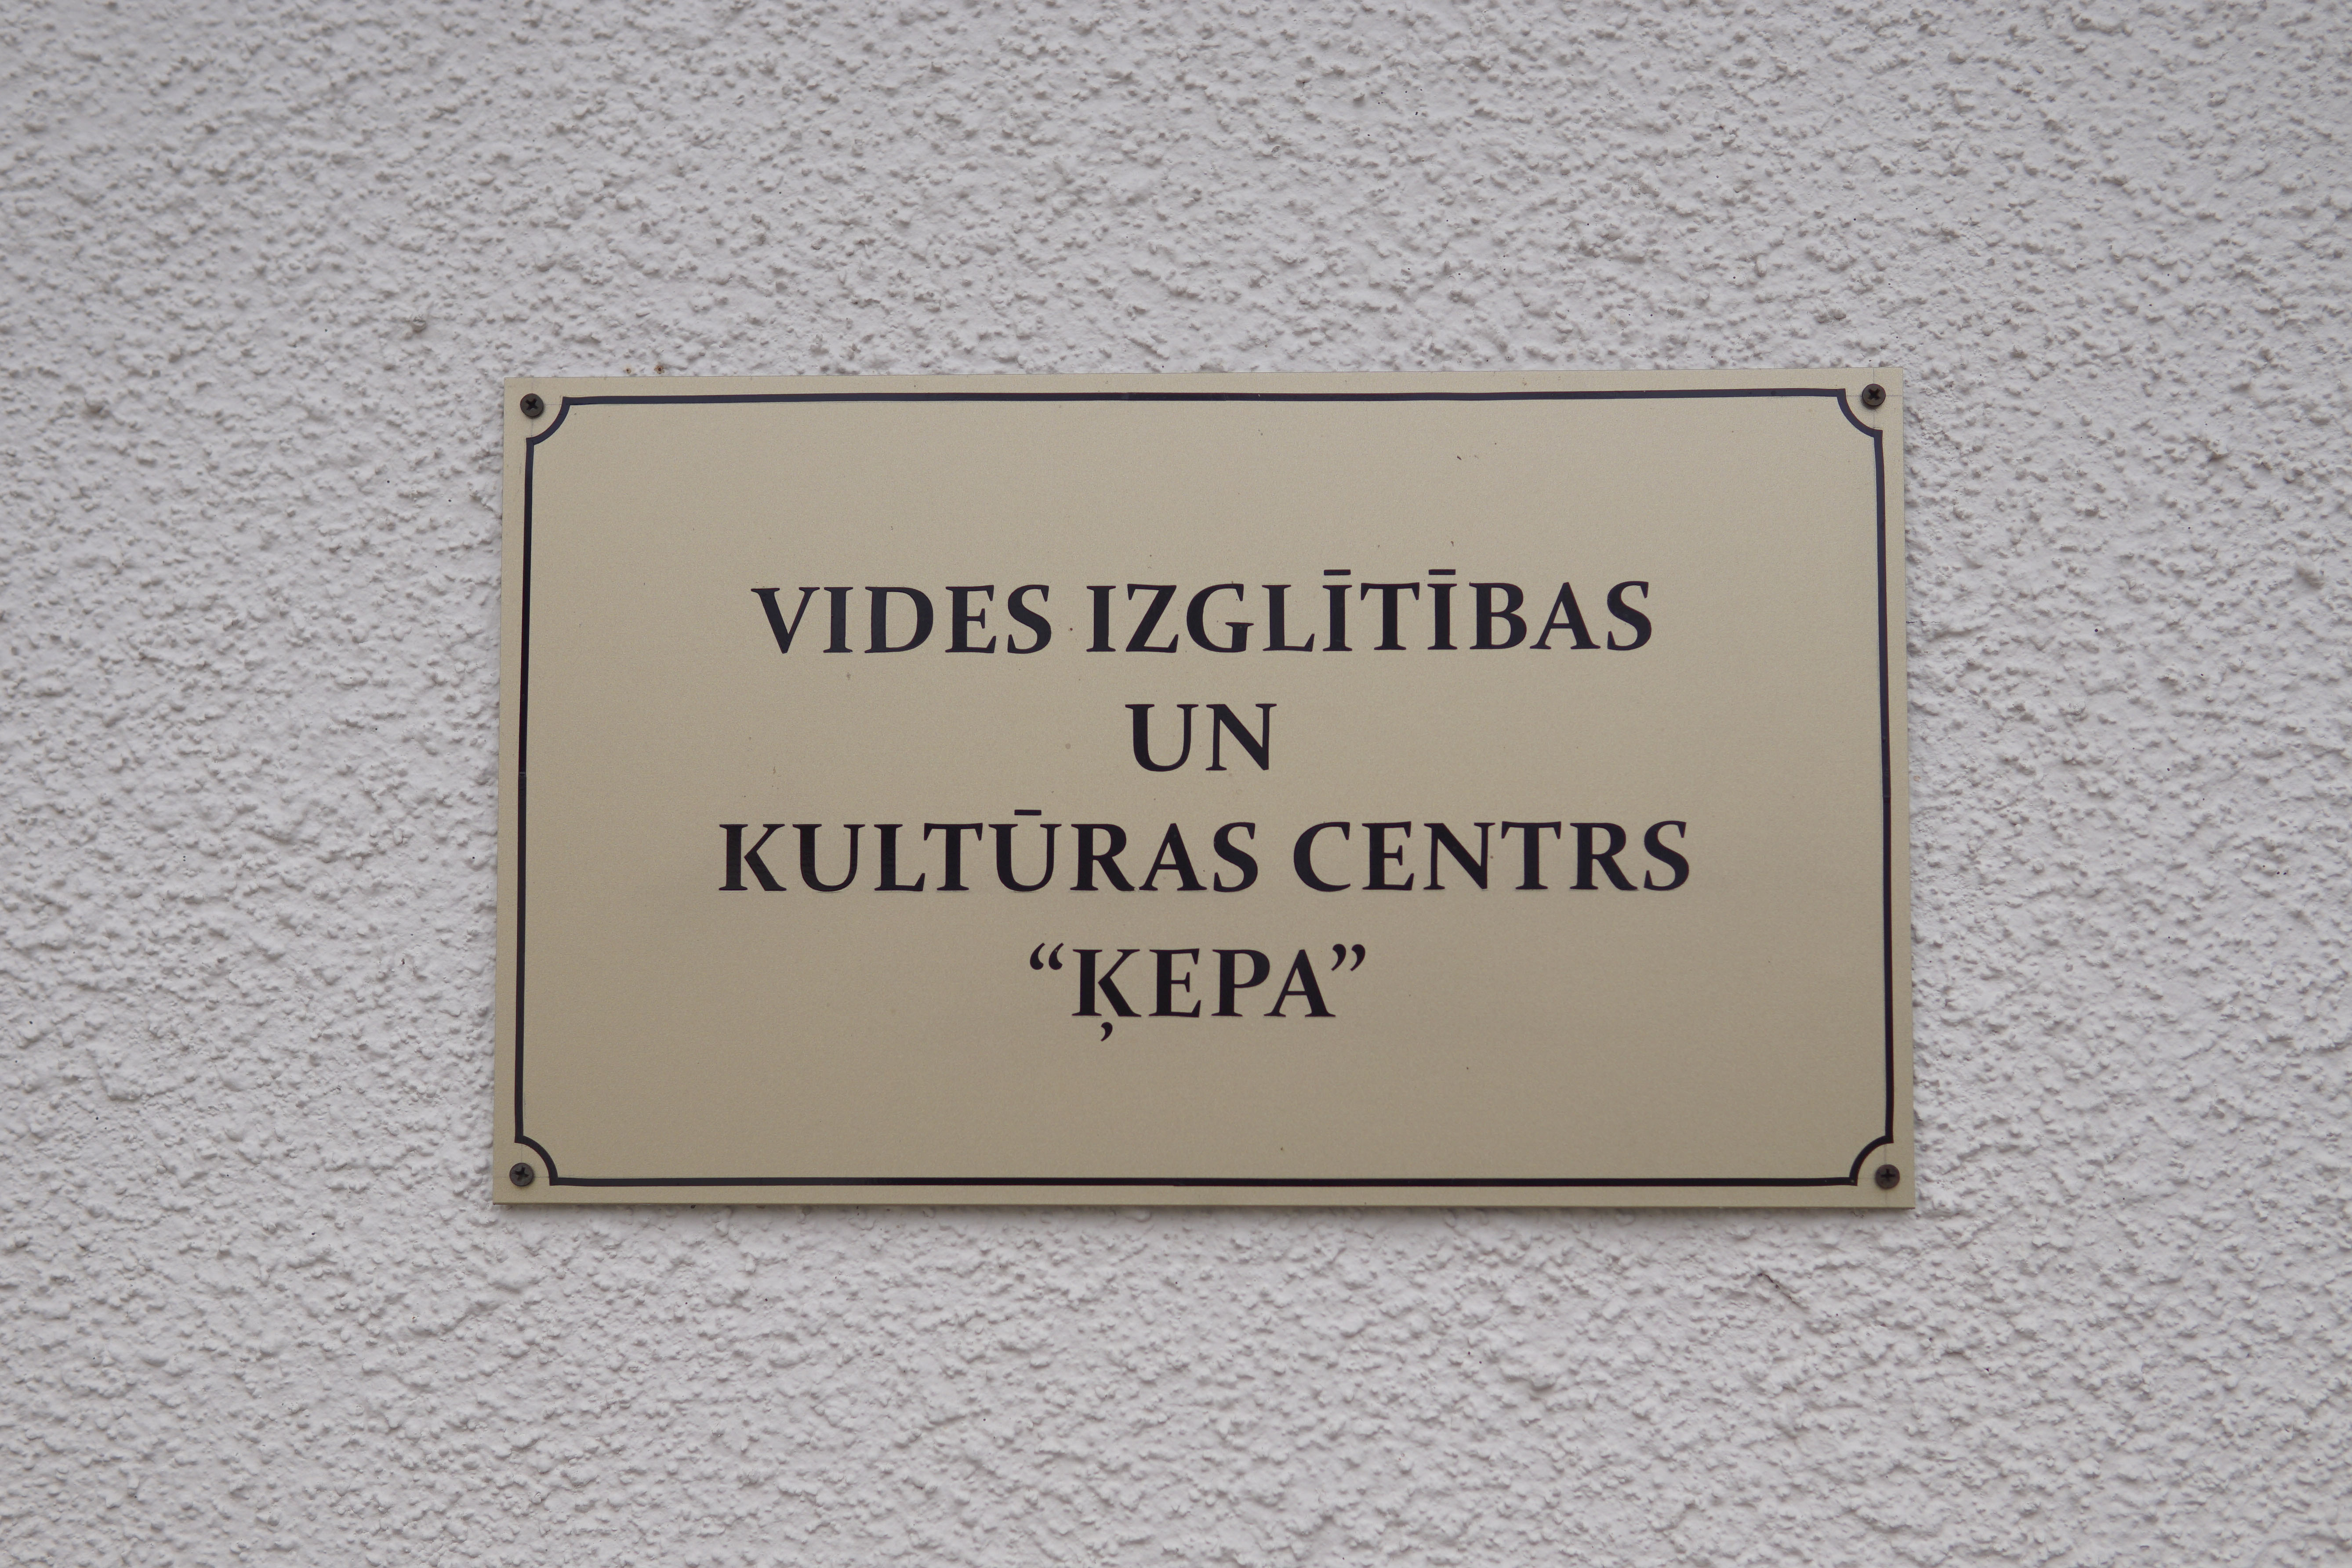 VIDES IZGLĪTĪBAS
UN
KULTŪRAS CENTRS
“ĶEPA”